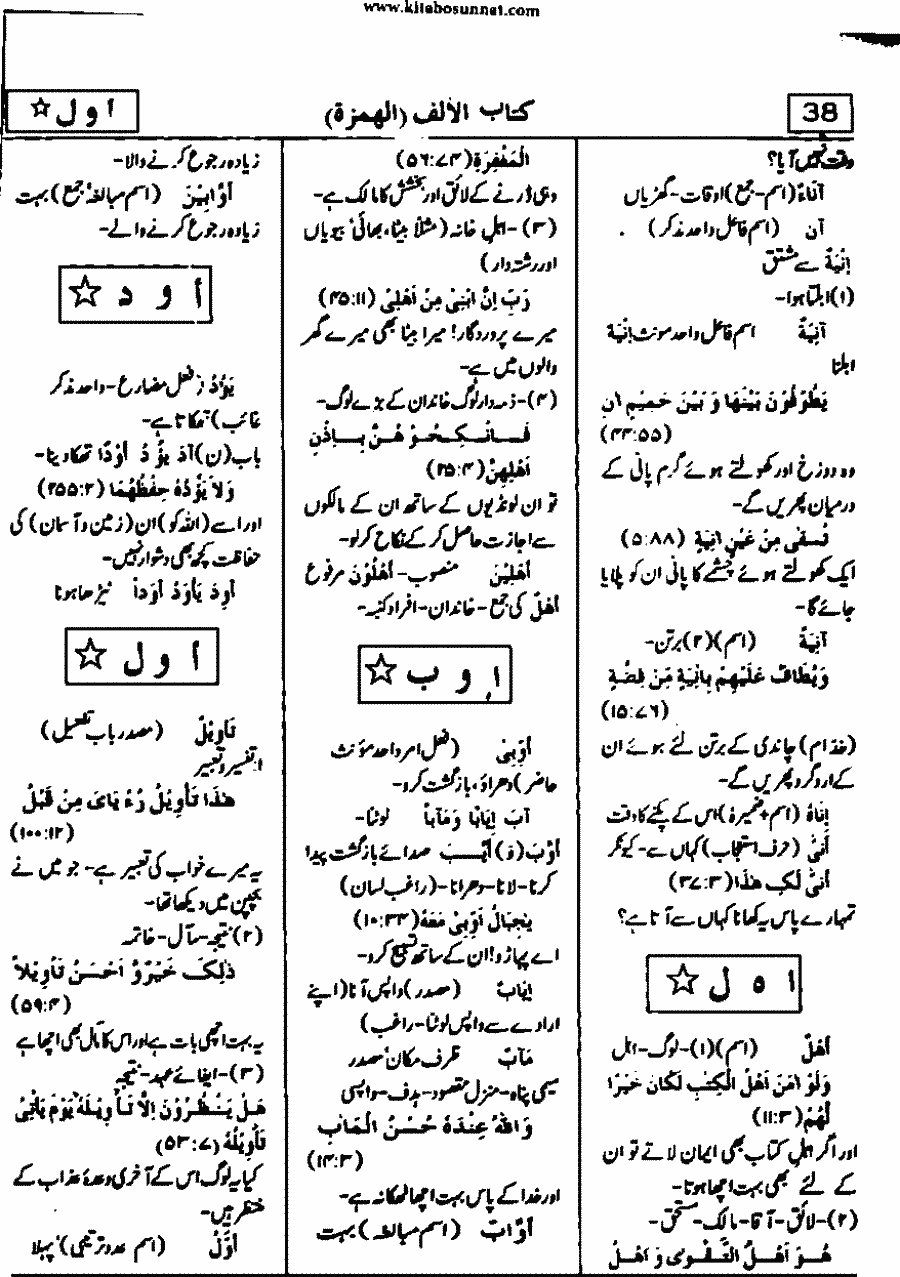 www.kitabosunnat.com
38
كتاب الألف (الهمزة)
ا و ل ☆
وقت نہیں آیا؟
آنَاءُ (اسم-جمع) اوقات-گھڑیاں
آن (اسم فاعل واحد مذکر)
اِنْيَةٌ سے مشتق
(۱) ابلتا ہوا-
آنِيَةٌ اسم فاعل واحد مونث اِنْيَةٌ
ابلتا
يَطُوْفُوْنَ بَيْنَهَا وَ بَيْنَ حَمِيْمٍ اٰن
(۴۴:۵۵)
وہ دوزخ اور کھولتے ہوئے گرم پانی کے
درمیان پھریں گے-
تُسْقٰى مِنْ عَيْنٍ اٰنِيَةٍ (۵:۸۸)
ایک کھولتے ہوئے چشمے کا پانی ان کو پلایا
جائے گا-
آنِيَةٌ (اسم) (۲) برتن-
وَيُطَافُ عَلَيْهِمْ بِاٰنِيَةٍ مِّنْ فِضَّةٍ
(۱۵:۷۶)
(خدام) چاندی کے برتن لئے ہوئے ان
کے اردگرد پھریں گے-
اِنَاهُ (اسم+ضمیرہ) اس کے پکنے کا وقت
اَنّٰى (حرف استعجاب) کہاں سے-کیونکر
اَنّٰى لَكِ هٰذَا (۳۷:۳)
تمہارے پاس یہ کھانا کہاں سے آتا ہے؟
ا ہ ل ☆
اَهْلٌ (اسم) (۱)-لوگ-اہل
وَلَوْ اٰمَنَ اَهْلُ الْكِتٰبِ لَكَانَ خَيْرًا
لَّهُمْ (۱۱:۳)
اور اگر اہل کتاب بھی ایمان لاتے تو ان
کے لئے بھی بہت اچھا ہوتا-
(۲)-لائق-آقا-مالک-مستحق-
هُوَ اَهْلُ التَّقْوٰى وَ اَهْلُ
الْمَغْفِرَةِ (۵۶:۷۴)
وہی ڈرنے کے لائق اور بخشش کا مالک ہے-
(۳)-اہل خانہ (مثلاً بیٹا، بھائی، بیویاں
اور رشتہ دار)
رَبِّ اِنَّ ابْنِىْ مِنْ اَهْلِىْ (۴۵:۱۱)
میرے پروردگار! میرا بیٹا بھی میرے گھر
والوں میں ہے-
(۴)-ذمہ دار لوگ خاندان کے بڑے لوگ-
فَانْكِحُوْهُنَّ بِاِذْنِ
اَهْلِهِنَّ (۲۵:۴)
تو ان لونڈیوں کے ساتھ ان کے مالکوں
سے اجازت حاصل کر کے نکاح کر لو-
اَهْلِيْنَ منصوب-اَهْلُوْنَ مرفوع
اَهْلٌ کی جمع-خاندان-افراد کنبہ-
ا و ب ☆
اَوِّبِىْ (فعل امر واحد مؤنث
حاضر) دھراؤ، بازگشت کرو-
آبَ اِيَابًا وَ مَآبًا لوٹنا-
اَوْبَ (و) اَيَّبَ صدائے بازگشت پیدا
کرنا-لانا-دھرانا-(راغب لسان)
يٰجِبَالُ اَوِّبِىْ مَعَهٗ (۱۰:۳۴)
اے پہاڑو! ان کے ساتھ تسبیح کرو-
اِيَابٌ (مصدر) واپس آنا (اپنے
ارادے سے واپس لوٹنا-راغب)
مَآبٌ ظرف مکان/مصدر
میمی پناہ-منزل مقصود-ہدف-واپسی
وَاللّٰهُ عِنْدَهٗ حُسْنُ الْمَاٰبِ
(۱۴:۳)
اور خدا کے پاس بہت اچھا ٹھکانہ ہے-
اَوَّابٌ (اسم مبالغہ) بہت
زیادہ رجوع کرنے والا-
اَوَّابِيْنَ (اسم مبالغہ جمع) بہت
زیادہ رجوع کرنے والے-
أ و د ☆
يَؤُدُ (فعل مضارع-واحد مذکر
غائب) تھکاتا ہے-
باب (ن) آدَ يَؤُدُ اَوْدًا تھکا دینا-
وَلَا يَؤُدُهٗ حِفْظُهُمَا (۲۵۵:۲)
اور اسے (اللہ کو) ان (زمین و آسمان) کی
حفاظت کچھ بھی دشوار نہیں-
أَوِدَ يَأْوَدُ أَوَداً ٹیڑھا ہونا
أ و ل ☆
تَاْوِيْلٌ (مصدر باب تفعیل)
۱: تفسیر و تعبیر
هٰذَا تَاْوِيْلُ رُءْيَاىَ مِنْ قَبْلُ
(۱۰۰:۱۲)
یہ میرے خواب کی تعبیر ہے-جو میں نے
بچپن میں دیکھا تھا-
(۲) نتیجہ-مآل-خاتمہ
ذٰلِكَ خَيْرٌ وَّ اَحْسَنُ تَاْوِيْلًا
(۵۹:۴)
یہ بہت اچھی بات ہے اور اس کا مآل بھی اچھا ہے
(۳)-ایفائے عہد-نتیجہ
هَلْ يَنْظُرُوْنَ اِلَّا تَاْوِيْلَهٗ يَوْمَ يَاْتِىْ
تَاْوِيْلُهٗ (۵۳:۷)
کیا یہ لوگ اس کے آخری وعدۂ عذاب کے
منتظر ہیں-
اَوَّلُ (اسم عدد ترتیبی) پہلا